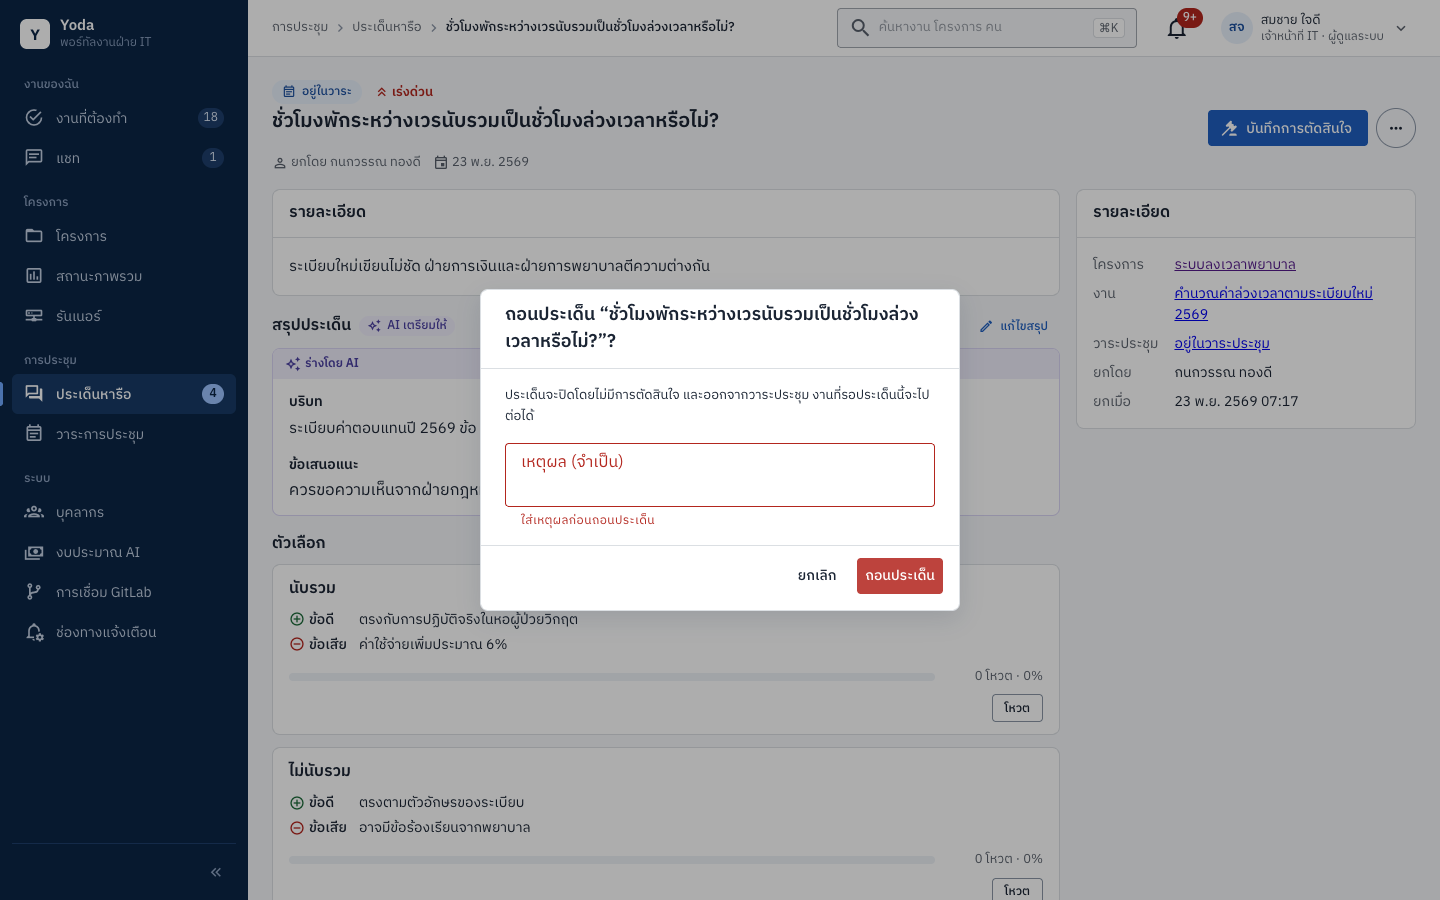 Yoda
พอร์ทัลงานฝ่าย IT
งานของฉัน
งานที่ต้องทำ 18
แชท 1
โครงการ
โครงการ
สถานะภาพรวม
รันเนอร์
การประชุม
ประเด็นหารือ 4
วาระการประชุม
ระบบ
บุคลากร
งบประมาณ AI
การเชื่อม GitLab
ช่องทางแจ้งเตือน
การประชุม > ประเด็นหารือ > ชั่วโมงพักระหว่างเวรนับรวมเป็นชั่วโมงล่วงเวลาหรือไม่?
ค้นหางาน โครงการ คน ⌘K
9+
สจ
สมชาย ใจดี
เจ้าหน้าที่ IT · ผู้ดูแลระบบ
อยู่ในวาระ เร่งด่วน
ชั่วโมงพักระหว่างเวรนับรวมเป็นชั่วโมงล่วงเวลาหรือไม่?
ยกโดย กนกวรรณ ทองดี 23 พ.ย. 2569
บันทึกการตัดสินใจ
รายละเอียด
ระเบียบใหม่เขียนไม่ชัด ฝ่ายการเงินและฝ่ายการพยาบาลตีความต่างกัน
สรุปประเด็น AI เตรียมให้ แก้ไขสรุป
ร่างโดย AI
บริบท
ระเบียบค่าตอบแทนปี 2569 ข้อ
ข้อเสนอแนะ
ควรขอความเห็นจากฝ่ายกฎห
ตัวเลือก
นับรวม
ข้อดี ตรงกับการปฏิบัติจริงในหอผู้ป่วยวิกฤต
ข้อเสีย ค่าใช้จ่ายเพิ่มประมาณ 6%
0 โหวต · 0%
โหวต
ไม่นับรวม
ข้อดี ตรงตามตัวอักษรของระเบียบ
ข้อเสีย อาจมีข้อร้องเรียนจากพยาบาล
0 โหวต · 0%
โหวต
รายละเอียด
โครงการ ระบบลงเวลาพยาบาล
งาน คำนวณค่าล่วงเวลาตามระเบียบใหม่
2569
วาระประชุม อยู่ในวาระประชุม
ยกโดย กนกวรรณ ทองดี
ยกเมื่อ 23 พ.ย. 2569 07:17
ถอนประเด็น “ชั่วโมงพักระหว่างเวรนับรวมเป็นชั่วโมงล่วง
เวลาหรือไม่?”?
ประเด็นจะปิดโดยไม่มีการตัดสินใจ และออกจากวาระประชุม งานที่รอประเด็นนี้จะไป
ต่อได้
เหตุผล (จำเป็น)
ใส่เหตุผลก่อนถอนประเด็น
ยกเลิก ถอนประเด็น